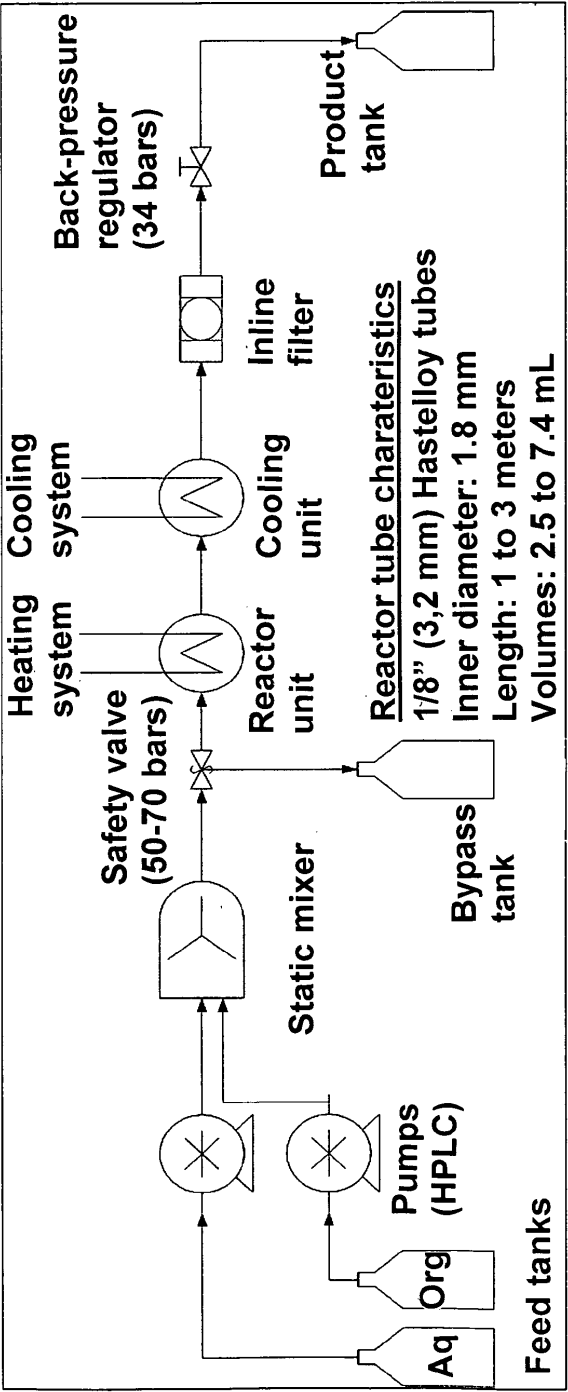 Aq
Org
Feed tanks
Pumps
(HPLC)
Static mixer
Safety valve
(50-70 bars)
Bypass
tank
Heating
system
Reactor
unit
Cooling
system
Cooling
unit
Inline
filter
Back-pressure
regulator
(34 bars)
Product
tank
Reactor tube charateristics
1/8” (3,2 mm) Hastelloy tubes
Inner diameter: 1.8 mm
Length: 1 to 3 meters
Volumes: 2.5 to 7.4 mL